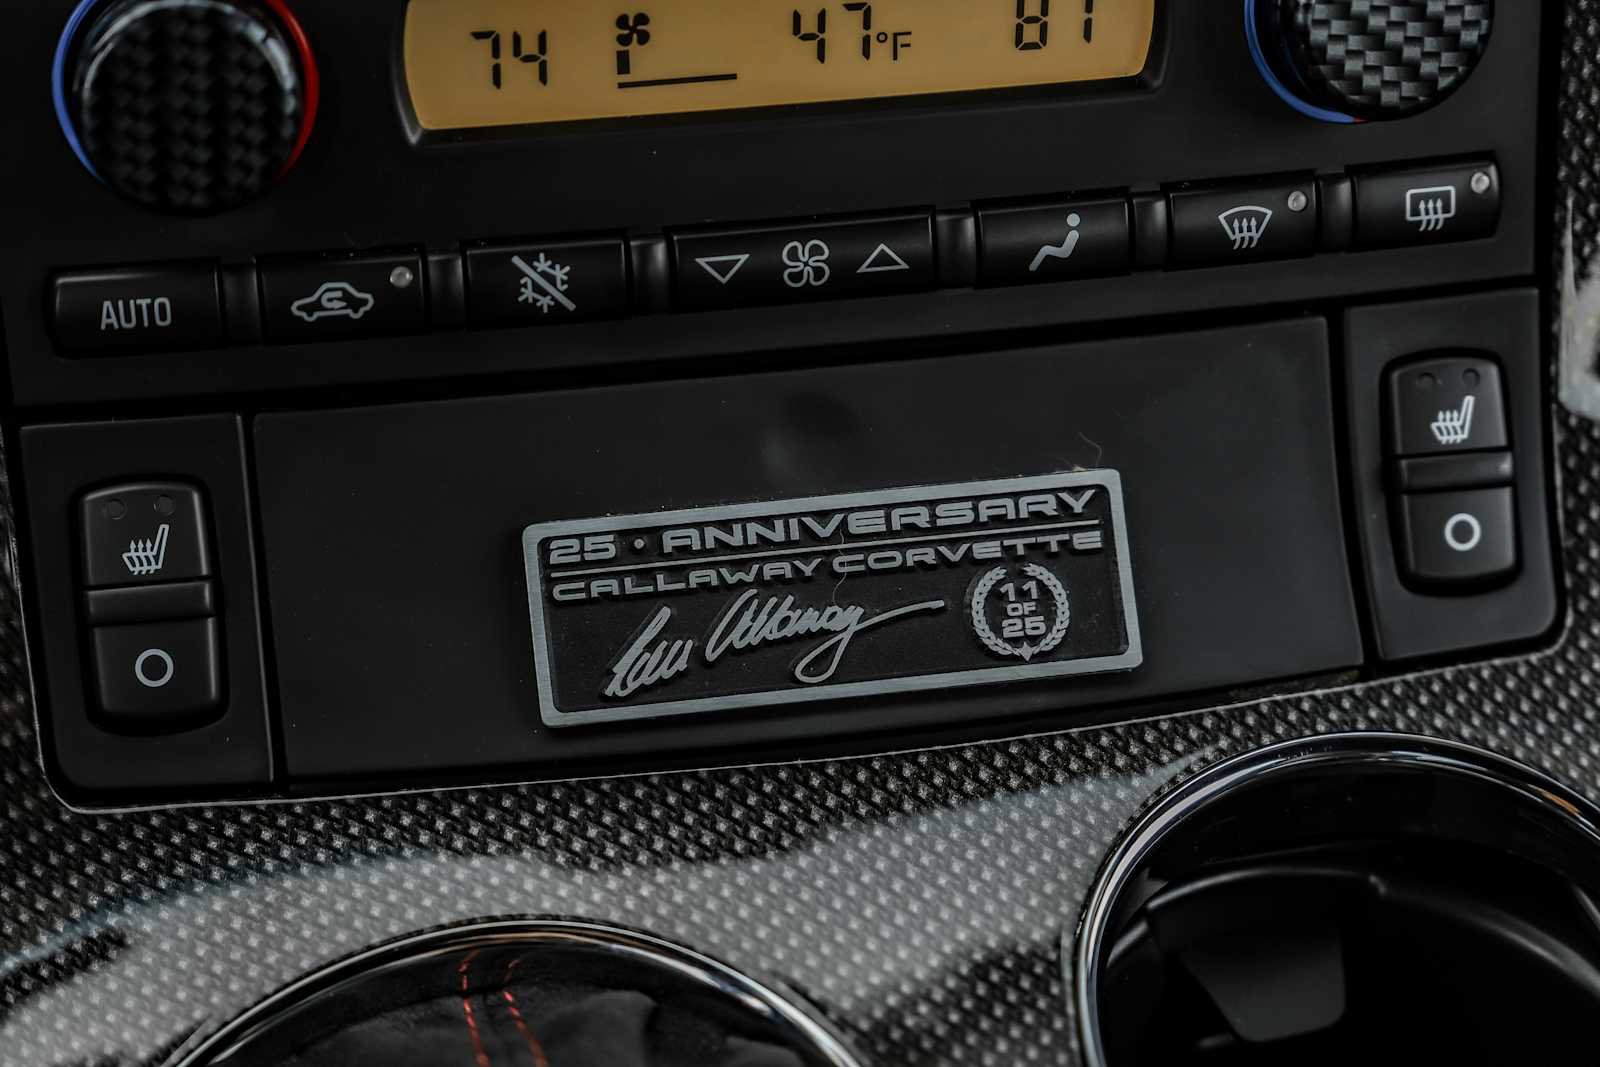 74 47°F 81
AUTO
25 · ANNIVERSARY
CALLAWAY CORVETTE
11
OF
25